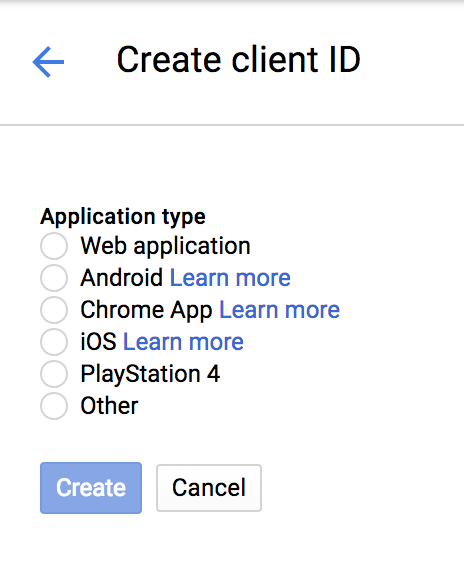 Create client ID
Application type
Web application
Android Learn more
Chrome App Learn more
iOS Learn more
PlayStation 4
Other
Create Cancel